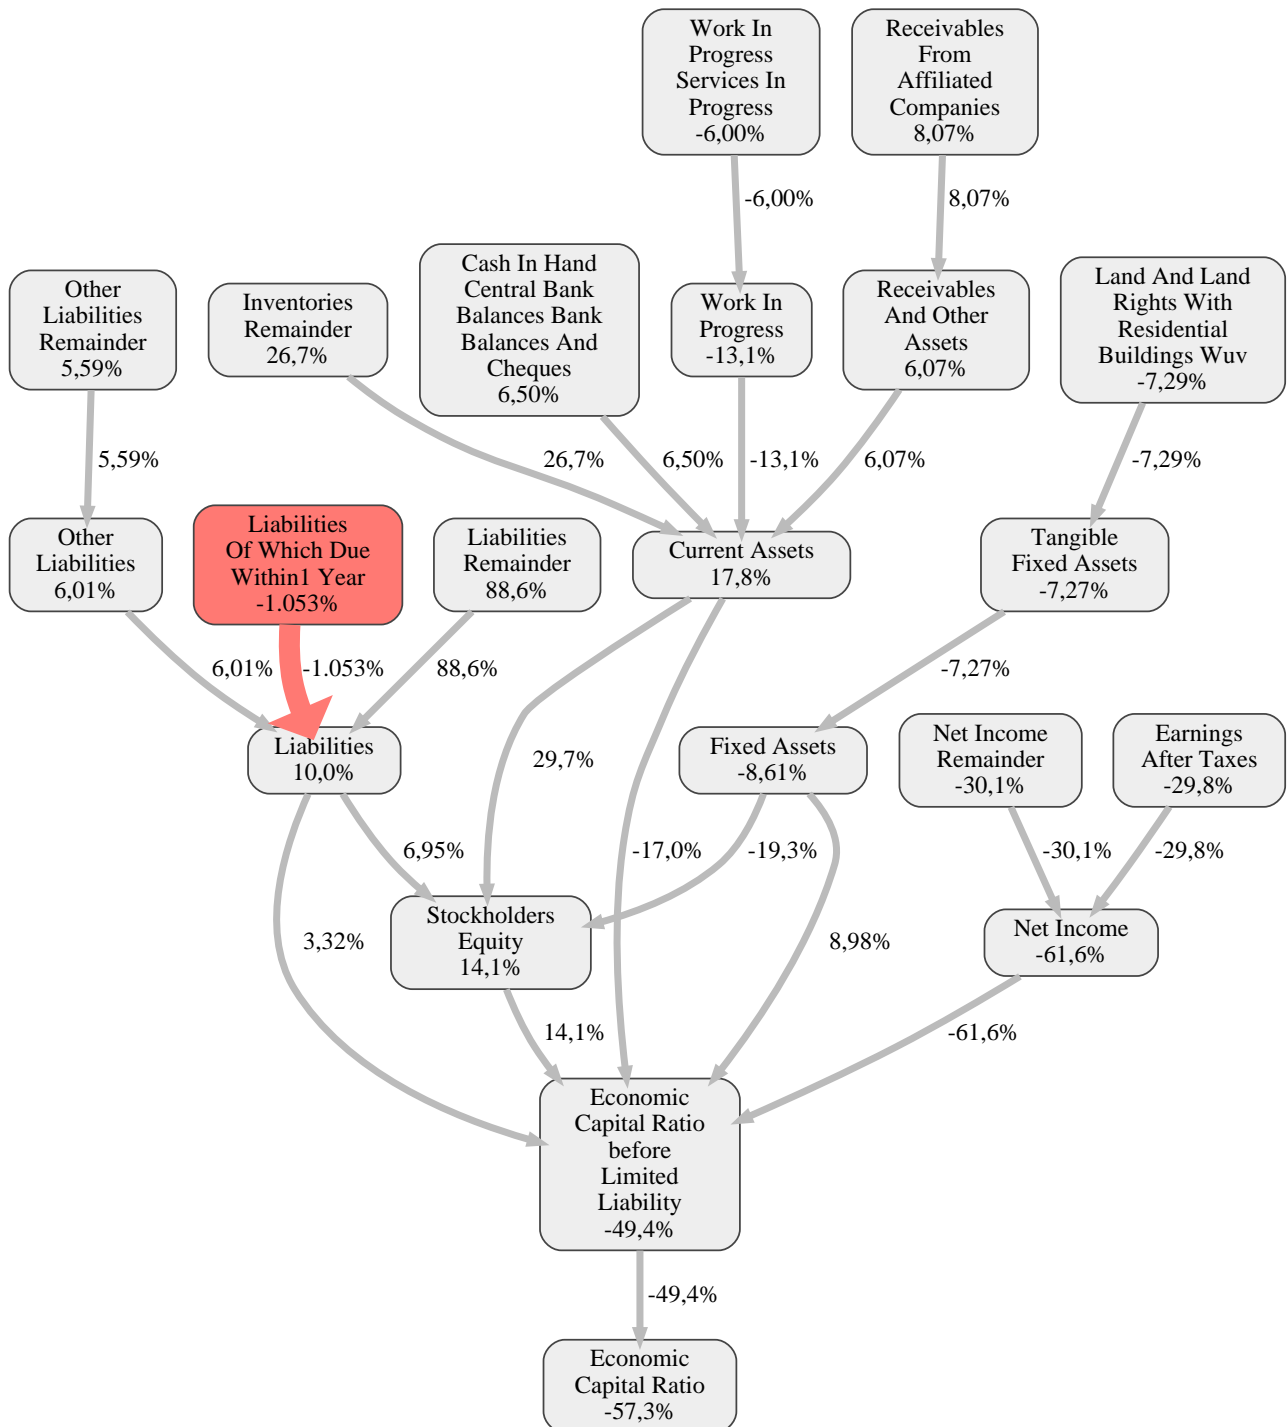 Work In
Progress
Services In
Progress
-6,00%
Receivables
From
Affiliated
Companies
8,07%
-6,00%
8,07%
Other
Liabilities
Remainder
5,59%
Inventories
Remainder
26,7%
Cash In Hand
Central Bank
Balances Bank
Balances And
Cheques
6,50%
Work In
Progress
-13,1%
Receivables
And Other
Assets
6,07%
Land And Land
Rights With
Residential
Buildings Wuv
-7,29%
5,59%
26,7%
6,50%
-13,1%
6,07%
-7,29%
Other
Liabilities
6,01%
Liabilities
Of Which Due
Within1 Year
-1.053%
Liabilities
Remainder
88,6%
Current Assets
17,8%
Tangible
Fixed Assets
-7,27%
6,01%
-1.053%
88,6%
-7,27%
Liabilities
10,0%
29,7%
Fixed Assets
-8,61%
Net Income
Remainder
-30,1%
Earnings
After Taxes
-29,8%
6,95%
-17,0%
-19,3%
-30,1%
-29,8%
3,32%
Stockholders
Equity
14,1%
8,98%
Net Income
-61,6%
14,1%
-61,6%
Economic
Capital Ratio
before
Limited
Liability
-49,4%
-49,4%
Economic
Capital Ratio
-57,3%